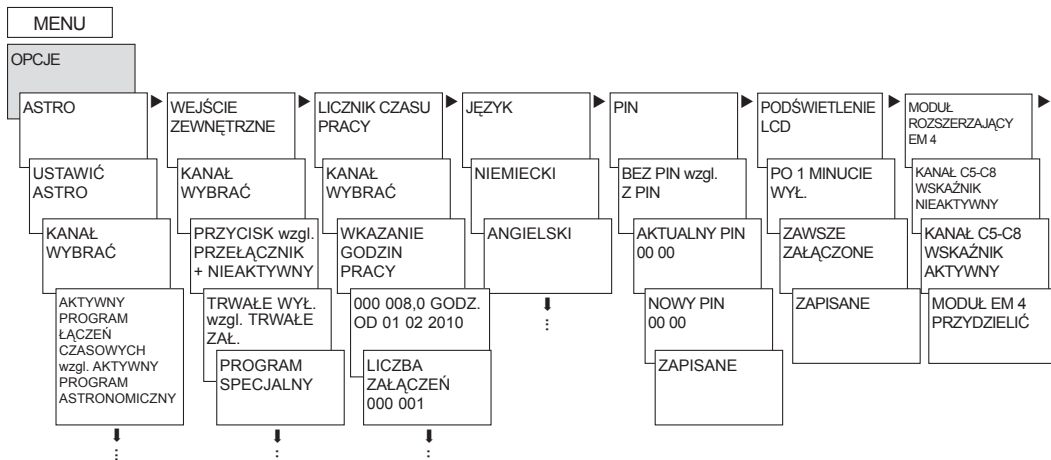 MENU
OPCJE
ASTRO
USTAWIĆ
ASTRO
KANAŁ
WYBRAĆ
AKTYWNY
PROGRAM
ŁĄCZEŃ
CZASOWYCH
wzgl. AKTYWNY
PROGRAM
ASTRONOMICZNY
WEJŚCIE
ZEWNĘTRZNE
KANAŁ
WYBRAĆ
PRZYCISK wzgl.
PRZEŁĄCZNIK
+ NIEAKTYWNY
TRWAŁE WYŁ.
wzgl. TRWAŁE
ZAŁ.
PROGRAM
SPECJALNY
LICZNIK CZASU
PRACY
KANAŁ
WYBRAĆ
WKAZANIE
GODZIN
PRACY
000 008,0 GODZ.
OD 01 02 2010
LICZBA
ZAŁĄCZEŃ
000 001
JĘZYK
NIEMIECKI
ANGIELSKI
PIN
BEZ PIN wzgl.
Z PIN
AKTUALNY PIN
00 00
NOWY PIN
00 00
ZAPISANE
PODŚWIETLENIE
LCD
PO 1 MINUCIE
WYŁ.
ZAWSZE
ZAŁĄCZONE
ZAPISANE
MODUŁ
ROZSZERZAJĄCY
EM 4
KANAŁ C5-C8
WSKAŹNIK
NIEAKTYWNY
KANAŁ C5-C8
WSKAŹNIK
AKTYWNY
MODUŁ EM 4
PRZYDZIELIĆ